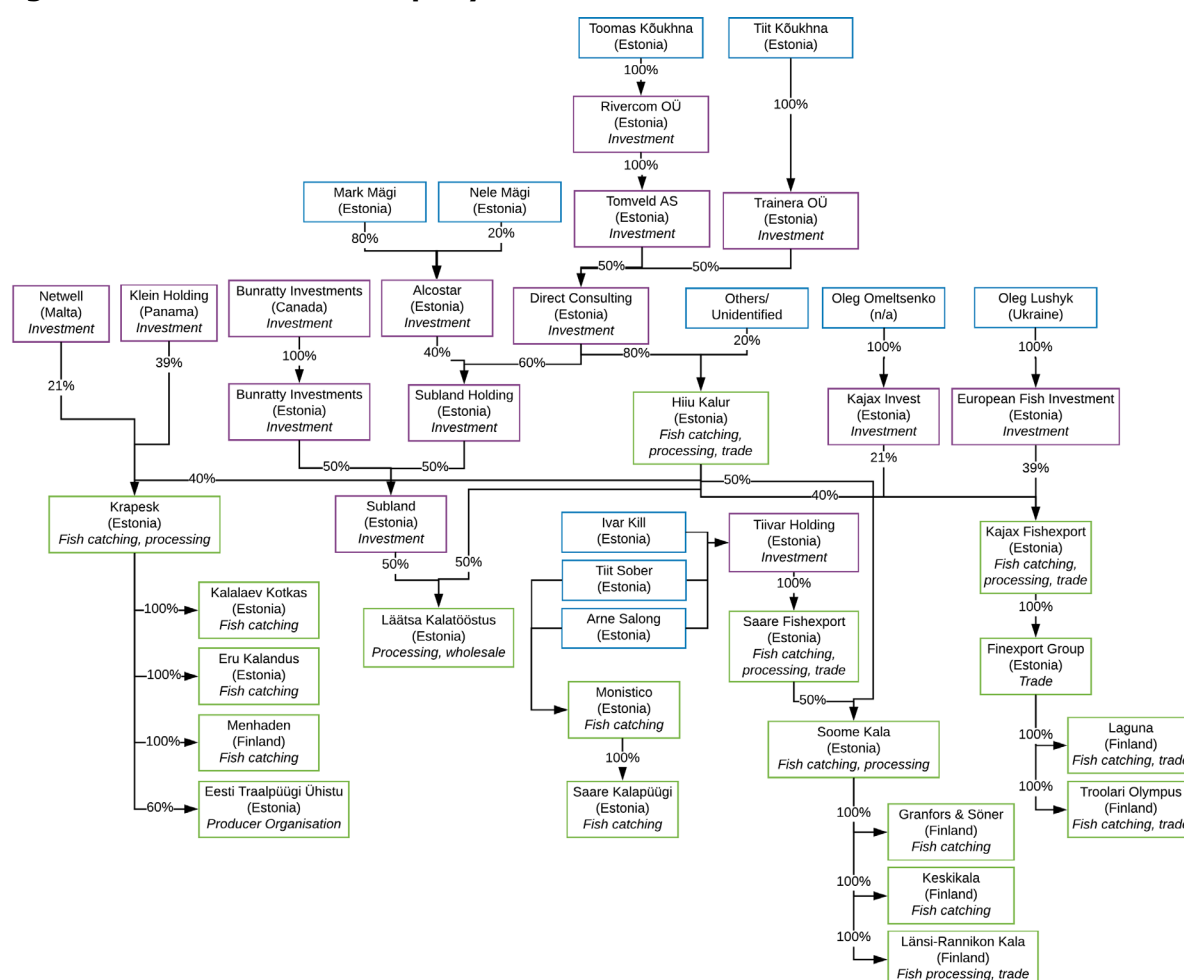 Toomas Kõukhna
(Estonia)
Tiit Kõukhna
(Estonia)
100%
100%
Rivercom OÜ
(Estonia)
Investment
100%
Mark Mägi
(Estonia)
Nele Mägi
(Estonia)
Tomveld AS
(Estonia)
Investment
Trainera OÜ
(Estonia)
Investment
80%
20%
50%
50%
Netwell
(Malta)
Investment
Klein Holding
(Panama)
Investment
Bunratty Investments
(Canada)
Investment
Alcostar
(Estonia)
Investment
Direct Consulting
(Estonia)
Investment
Others/
Unidentified
Oleg Omeltsenko
(n/a)
Oleg Lushyk
(Ukraine)
21%
39%
100%
40%
60%
80%
20%
100%
100%
Bunratty Investments
(Estonia)
Investment
Subland Holding
(Estonia)
Investment
Hiiu Kalur
(Estonia)
Fish catching,
processing, trade
Kajax Invest
(Estonia)
Investment
European Fish Investment
(Estonia)
Investment
50%
50%
21%
39%
40%
50%
40%
Krapesk
(Estonia)
Fish catching, processing
Subland
(Estonia)
Investment
Ivar Kill
(Estonia)
Tiivar Holding
(Estonia)
Investment
Kajax Fishexport
(Estonia)
Fish catching,
processing, trade
50%
50%
Tiit Sober
(Estonia)
100%
100%
Kalalaev Kotkas
(Estonia)
Fish catching
100%
Läätsa Kalatööstus
(Estonia)
Processing, wholesale
Arne Salong
(Estonia)
Saare Fishexport
(Estonia)
Fish catching,
processing, trade
Finexport Group
(Estonia)
Trade
100%
Eru Kalandus
(Estonia)
Fish catching
Monistico
(Estonia)
Fish catching
50%
100%
Menhaden
(Finland)
Fish catching
100%
Soome Kala
(Estonia)
Fish catching, processing
100%
Laguna
(Finland)
Fish catching, trade
60%
Eesti Traalpüügi Ühistu
(Estonia)
Producer Organisation
Saare Kalapüügi
(Estonia)
Fish catching
100%
100%
Troolari Olympus
(Finland)
Fish catching, trade
Granfors & Söner
(Finland)
Fish catching
100%
Keskikala
(Finland)
Fish catching
100%
Länsi-Rannikon Kala
(Finland)
Fish processing, trade